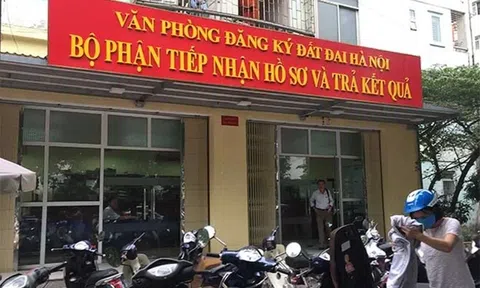 VĂN PHÒNG ĐĂNG KÝ ĐẤT ĐAI HÀ NỘI
BỘ PHẬN TIẾP NHẬN HỒ SƠ VÀ TRẢ KẾT QUẢ